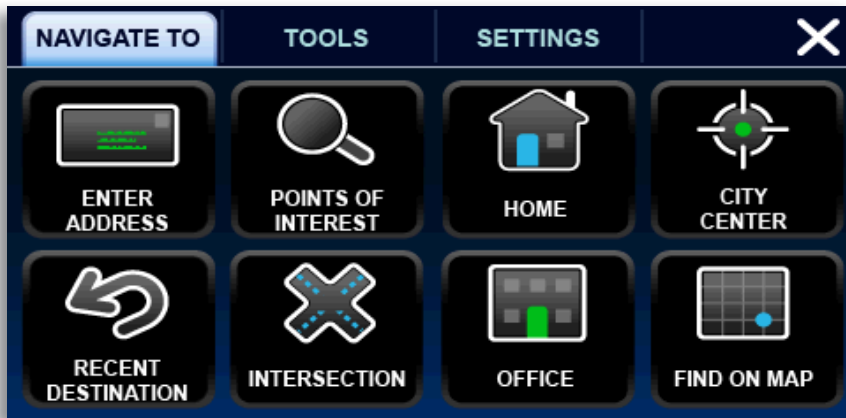 NAVIGATE TO
TOOLS
SETTINGS
ENTER
ADDRESS
POINTS OF
INTEREST
HOME
CITY
CENTER
RECENT
DESTINATION
INTERSECTION
OFFICE
FIND ON MAP